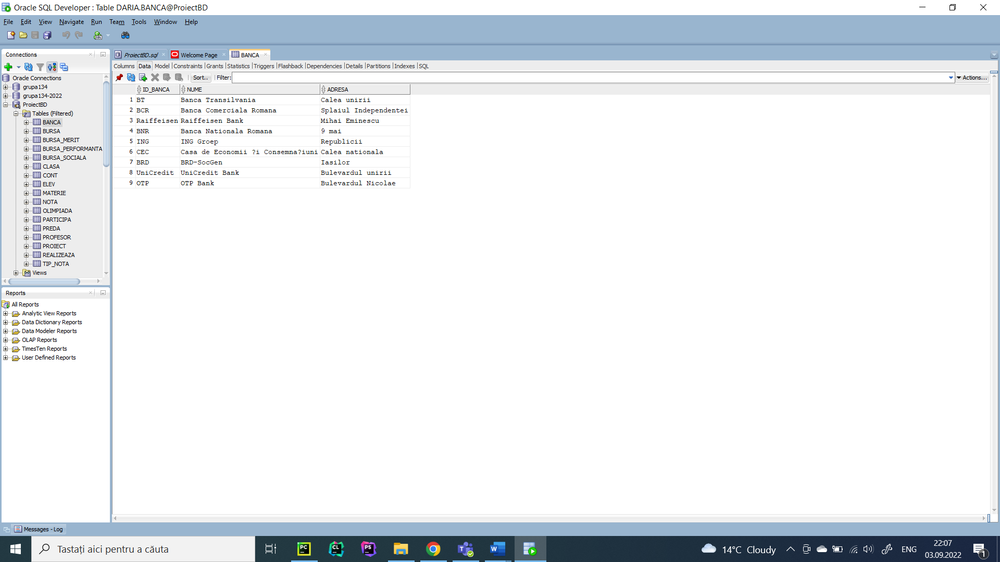 Oracle SQL Developer : Table DARIA.BANCA@ProiectBD
File Edit View Navigate Run Team Tools Window Help
Connections
Oracle Connections
grupa134
grupa134-2022
ProiectBD
Tables (Filtered)
BANCA
BURSA
BURSA_MERIT
BURSA_PERFORMANTA
BURSA_SOCIALA
CLASA
CONT
ELEV
MATERIE
NOTA
OLIMPIADA
PARTICIPA
PREDA
PROFESOR
PROIECT
REALIZEAZA
TIP_NOTA
Views
Reports
All Reports
Analytic View Reports
Data Dictionary Reports
Data Modeler Reports
OLAP Reports
TimesTen Reports
User Defined Reports
ProiectBD.sql Welcome Page BANCA
Columns Data Model Constraints Grants Statistics Triggers Flashback Dependencies Details Partitions Indexes SQL
Sort.. Filter: Actions...
ID_BANCA NUME ADRESA
1 BT Banca Transilvania Calea unirii
2 BCR Banca Comerciala Romana Splaiul Independentei
3 Raiffeisen Raiffeisen Bank Mihai Eminescu
4 BNR Banca Nationala Romana 9 mai
5 ING ING Groep Republicii
6 CEC Casa de Economii ?i Consemna?iuni Calea nationala
7 BRD BRD-SocGen Iasilor
8 UniCredit UniCredit Bank Bulevardul unirii
9 OTP OTP Bank Bulevardul Nicolae
Messages - Log
Tastați aici pentru a căuta
PC CL PS T W
14°C Cloudy ENG
22:07
03.09.2022
1